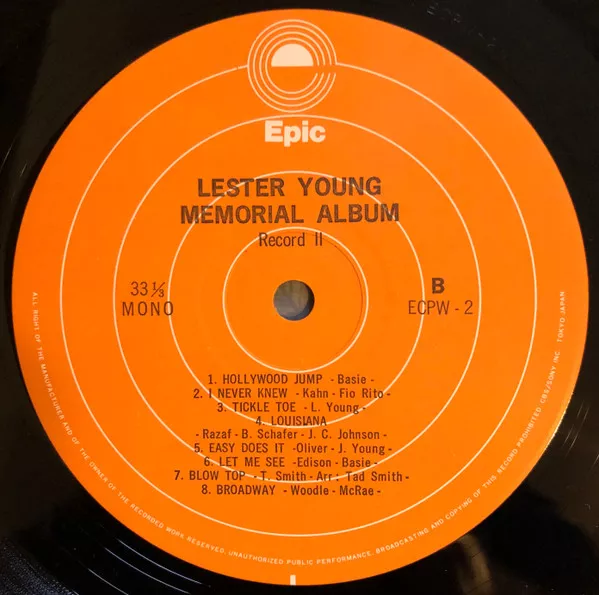 Epic
LESTER YOUNG
MEMORIAL ALBUM
Record II
33 1/3
MONO
B
ECPW - 2
1. HOLLYWOOD JUMP - Basie -
2. I NEVER KNEW - Kahn - Fio Rito -
3. TICKLE TOE - L. Young -
4. LOUISIANA
- Razaf - B. Schafer - J. C. Johnson -
5. EASY DOES IT - Oliver - J. Young -
6. LET ME SEE - Edison - Basie -
7. BLOW TOP - T. Smith - Arr : Tad Smith -
8. BROADWAY - Woodle - McRae -
ALL RIGHT OF THE MANUFACTURER AND OF THE OWNER OF THE RECORDED WORK RESERVED. UNAUTHORIZED PUBLIC PERFORMANCE, BROADCASTING AND COPYING OF THIS RECORD PROHIBITED CBS/SONY INC. TOKYO JAPAN